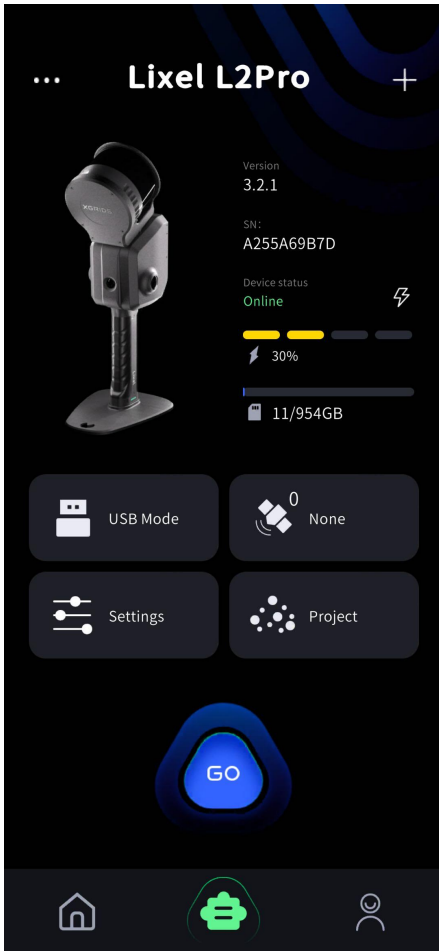 Lixel L2Pro
XGRIDS
Version
3.2.1
SN:
A255A69B7D
Device status
Online
30%
11/954GB
USB Mode
0
None
Settings
Project
GO